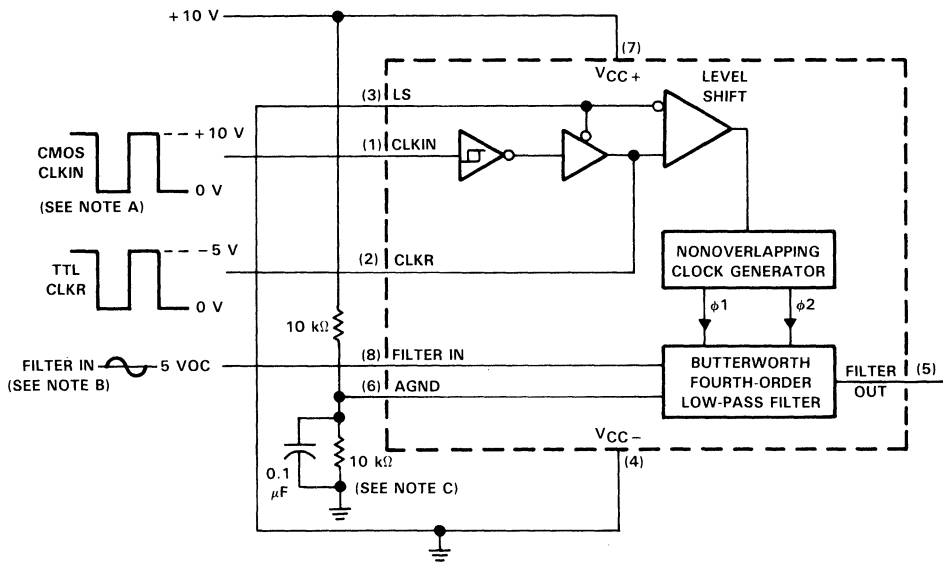 +10 V
(7)
VCC+
LEVEL
SHIFT
(3) LS
+10 V
CMOS
CLKIN
(1) CLKIN
0 V
(SEE NOTE A)
−5 V
TTL
CLKR
(2) CLKR
0 V
NONOVERLAPPING
CLOCK GENERATOR
ϕ1
ϕ2
10 kΩ
FILTER IN
5 VOC
(SEE NOTE B)
(8) FILTER IN
(6) AGND
BUTTERWORTH
FOURTH-ORDER
LOW-PASS FILTER
FILTER
OUT
(5)
VCC−
(4)
0.1
μF
10 kΩ
(SEE NOTE C)